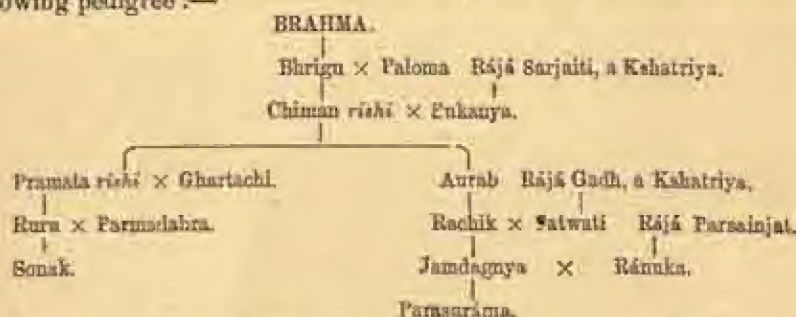 owing pedigree :—
BRAHMA.
Bhrigu × Paloma Rájá Sarjaiti, a Kshatriya.
Chiman rishi × Sukanya.
Pramata rishi × Ghartachi. Aurab Rájá Gadh, a Kshatriya.
Ruru × Parmadabra. Rachik × Satwati Rájá Parsainjat.
Sonak. Jamdagnya × Ránuka.
Parasuráma.